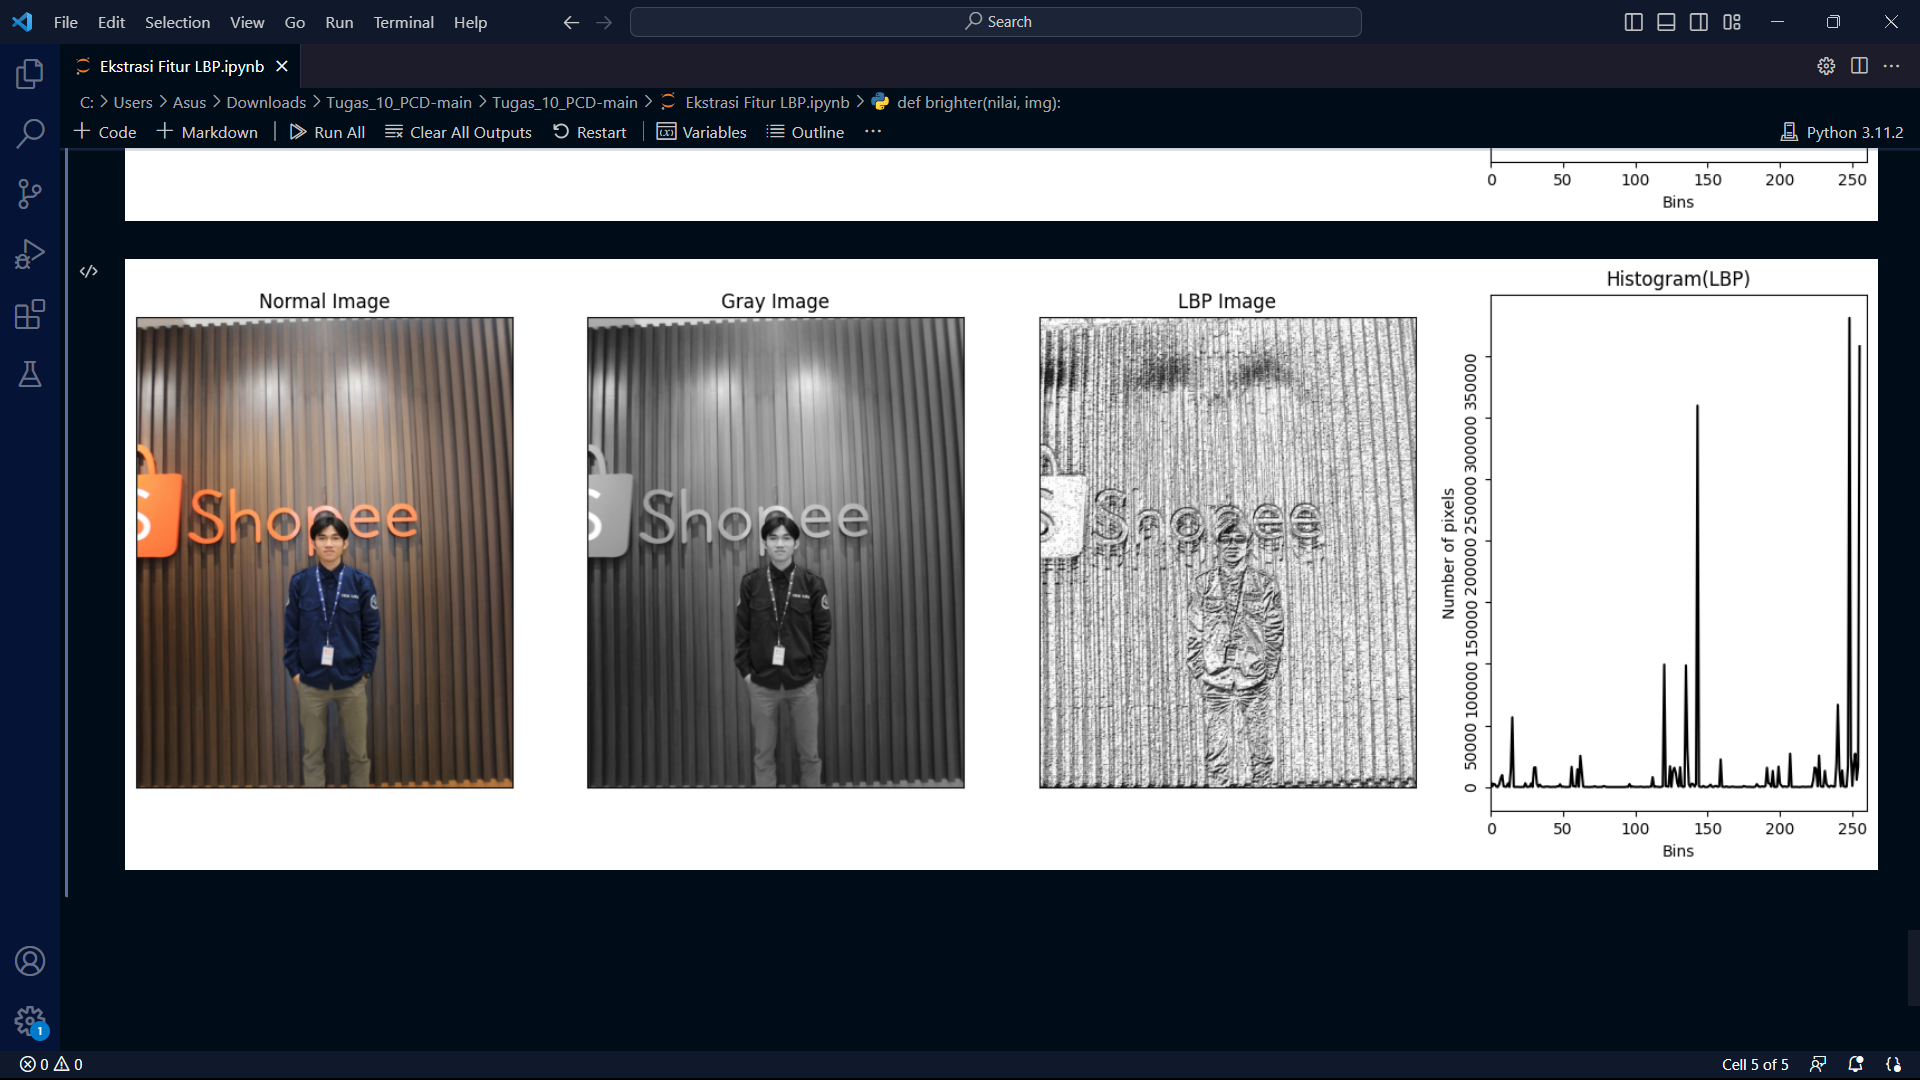 File Edit Selection View Go Run Terminal Help
Search
Ekstrasi Fitur LBP.ipynb
C: > Users > Asus > Downloads > Tugas_10_PCD-main > Tugas_10_PCD-main > Ekstrasi Fitur LBP.ipynb > def brighter(nilai, img):
+ Code + Markdown Run All Clear All Outputs Restart Variables Outline ... Python 3.11.2
0 50 100 150 200 250
Bins
Normal Image
Shopee
Gray Image
Shopee
LBP Image
Shopee
Histogram(LBP)
Number of pixels
350000
300000
250000
200000
150000
100000
50000
0
0 50 100 150 200 250
Bins
1
0 0
Cell 5 of 5